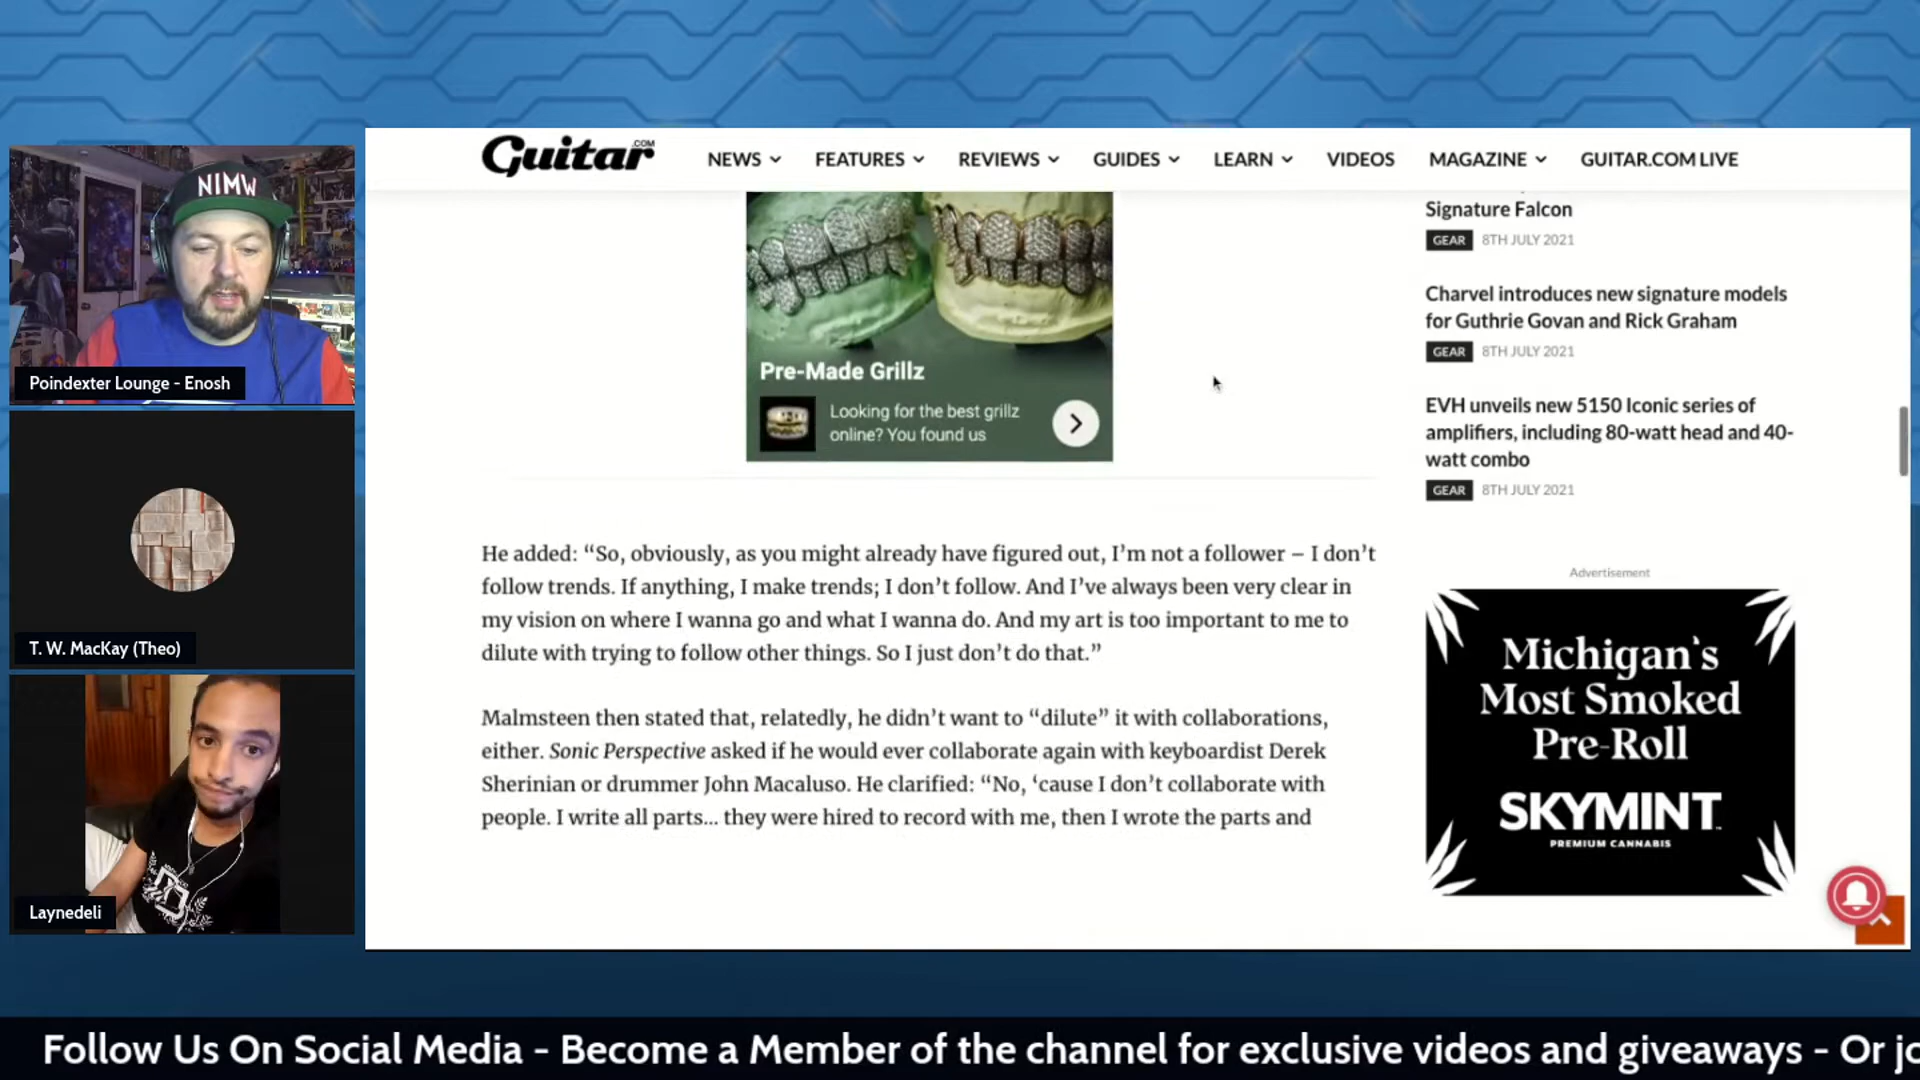 NIMW
Poindexter Lounge - Enosh
T. W. MacKay (Theo)
Laynedeli
Guitar.COM
NEWS
FEATURES
REVIEWS
GUIDES
LEARN
VIDEOS
MAGAZINE
GUITAR.COM LIVE
Pre-Made Grillz
Looking for the best grillz
online? You found us
He added: “So, obviously, as you might already have figured out, I’m not a follower – I don’t
follow trends. If anything, I make trends; I don’t follow. And I’ve always been very clear in
my vision on where I wanna go and what I wanna do. And my art is too important to me to
dilute with trying to follow other things. So I just don’t do that.”
Malmsteen then stated that, relatedly, he didn’t want to “dilute” it with collaborations,
either. Sonic Perspective asked if he would ever collaborate again with keyboardist Derek
Sherinian or drummer John Macaluso. He clarified: “No, ‘cause I don’t collaborate with
people. I write all parts… they were hired to record with me, then I wrote the parts and
Signature Falcon
GEAR 8TH JULY 2021
Charvel introduces new signature models
for Guthrie Govan and Rick Graham
GEAR 8TH JULY 2021
EVH unveils new 5150 Iconic series of
amplifiers, including 80-watt head and 40-
watt combo
GEAR 8TH JULY 2021
Advertisement
Michigan's
Most Smoked
Pre-Roll
SKYMINT
PREMIUM CANNABIS
Follow Us On Social Media - Become a Member of the channel for exclusive videos and giveaways - Or jo